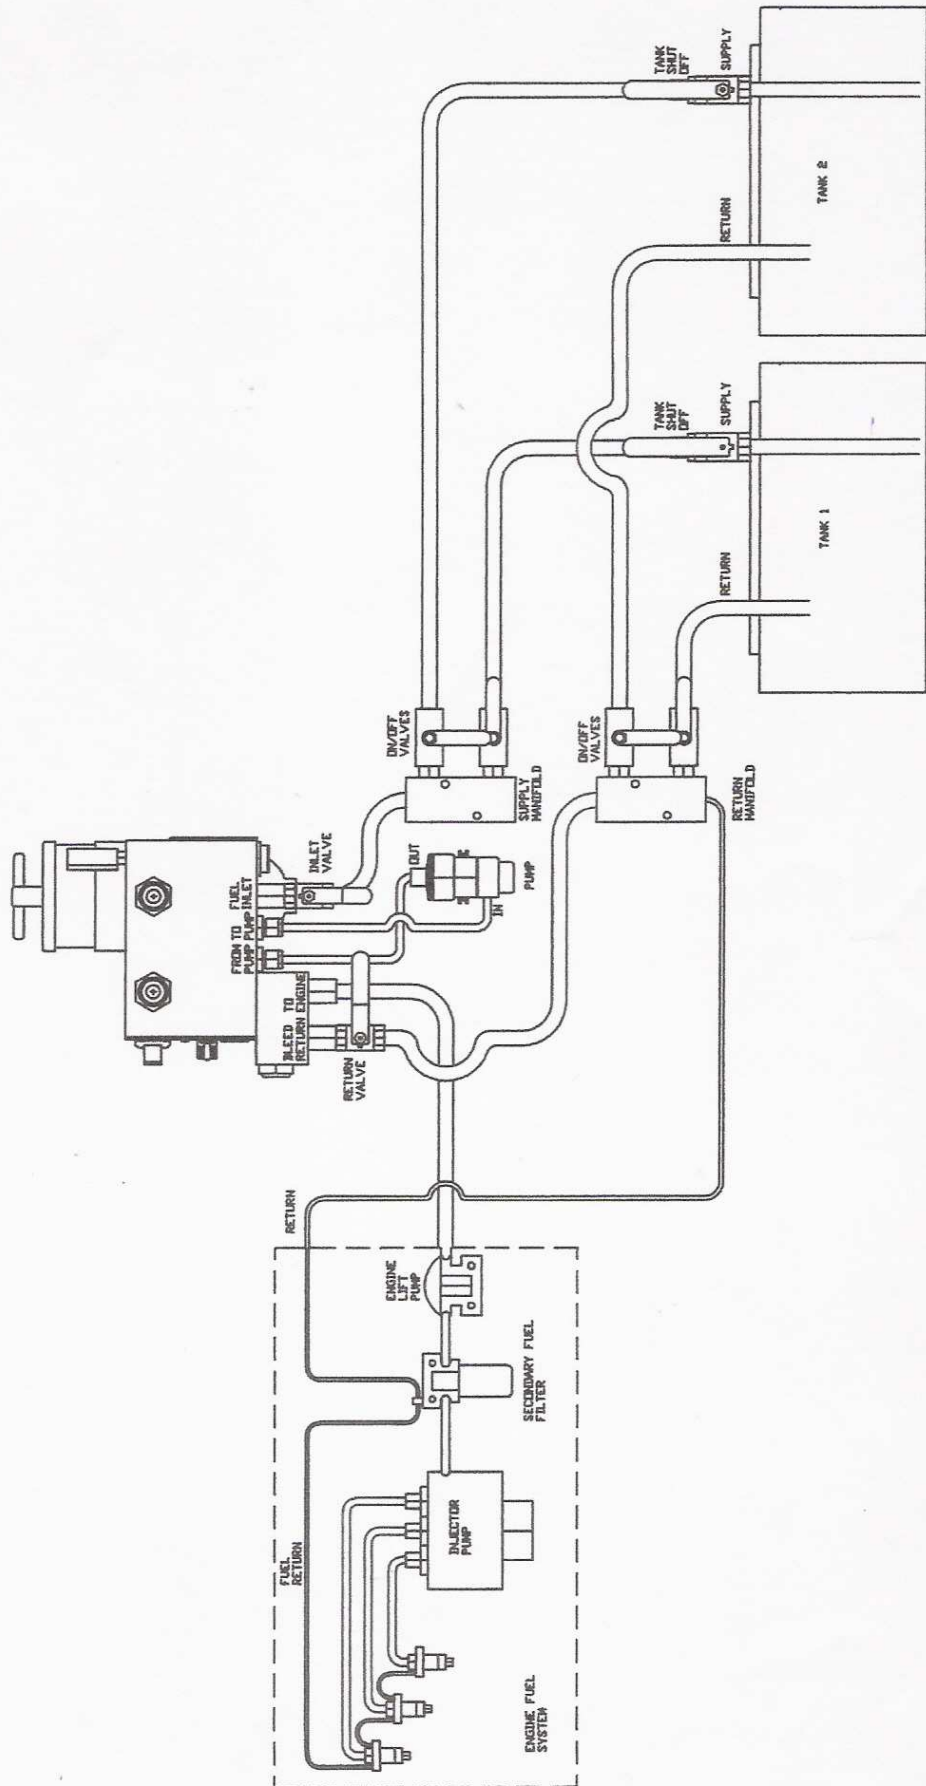 FUEL
INLET
TO
PUMP
FROM
PUMP
INLET
VALVE
TO
ENGINE
BLEED
RETURN
RETURN
VALVE
OUT
IN
PUMP
ON/OFF
VALVES
SUPPLY
MANIFOLD
ON/OFF
VALVES
RETURN
MANIFOLD
TANK
SHUT
OFF
SUPPLY
RETURN
TANK 2
TANK
SHUT
OFF
SUPPLY
RETURN
TANK 1
RETURN
ENGINE
LIFT
PUMP
SECONDARY FUEL
FILTER
INJECTOR
PUMP
FUEL
RETURN
ENGINE FUEL
SYSTEM